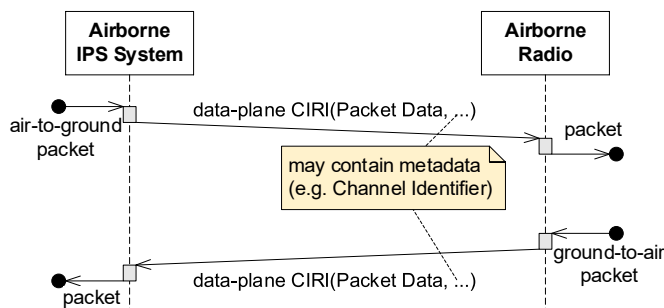 Airborne
IPS System
Airborne
Radio
data-plane CIRI(Packet Data, ...)
air-to-ground
packet
packet
may contain metadata
(e.g. Channel Identifier)
ground-to-air
packet
data-plane CIRI(Packet Data, ...)
packet